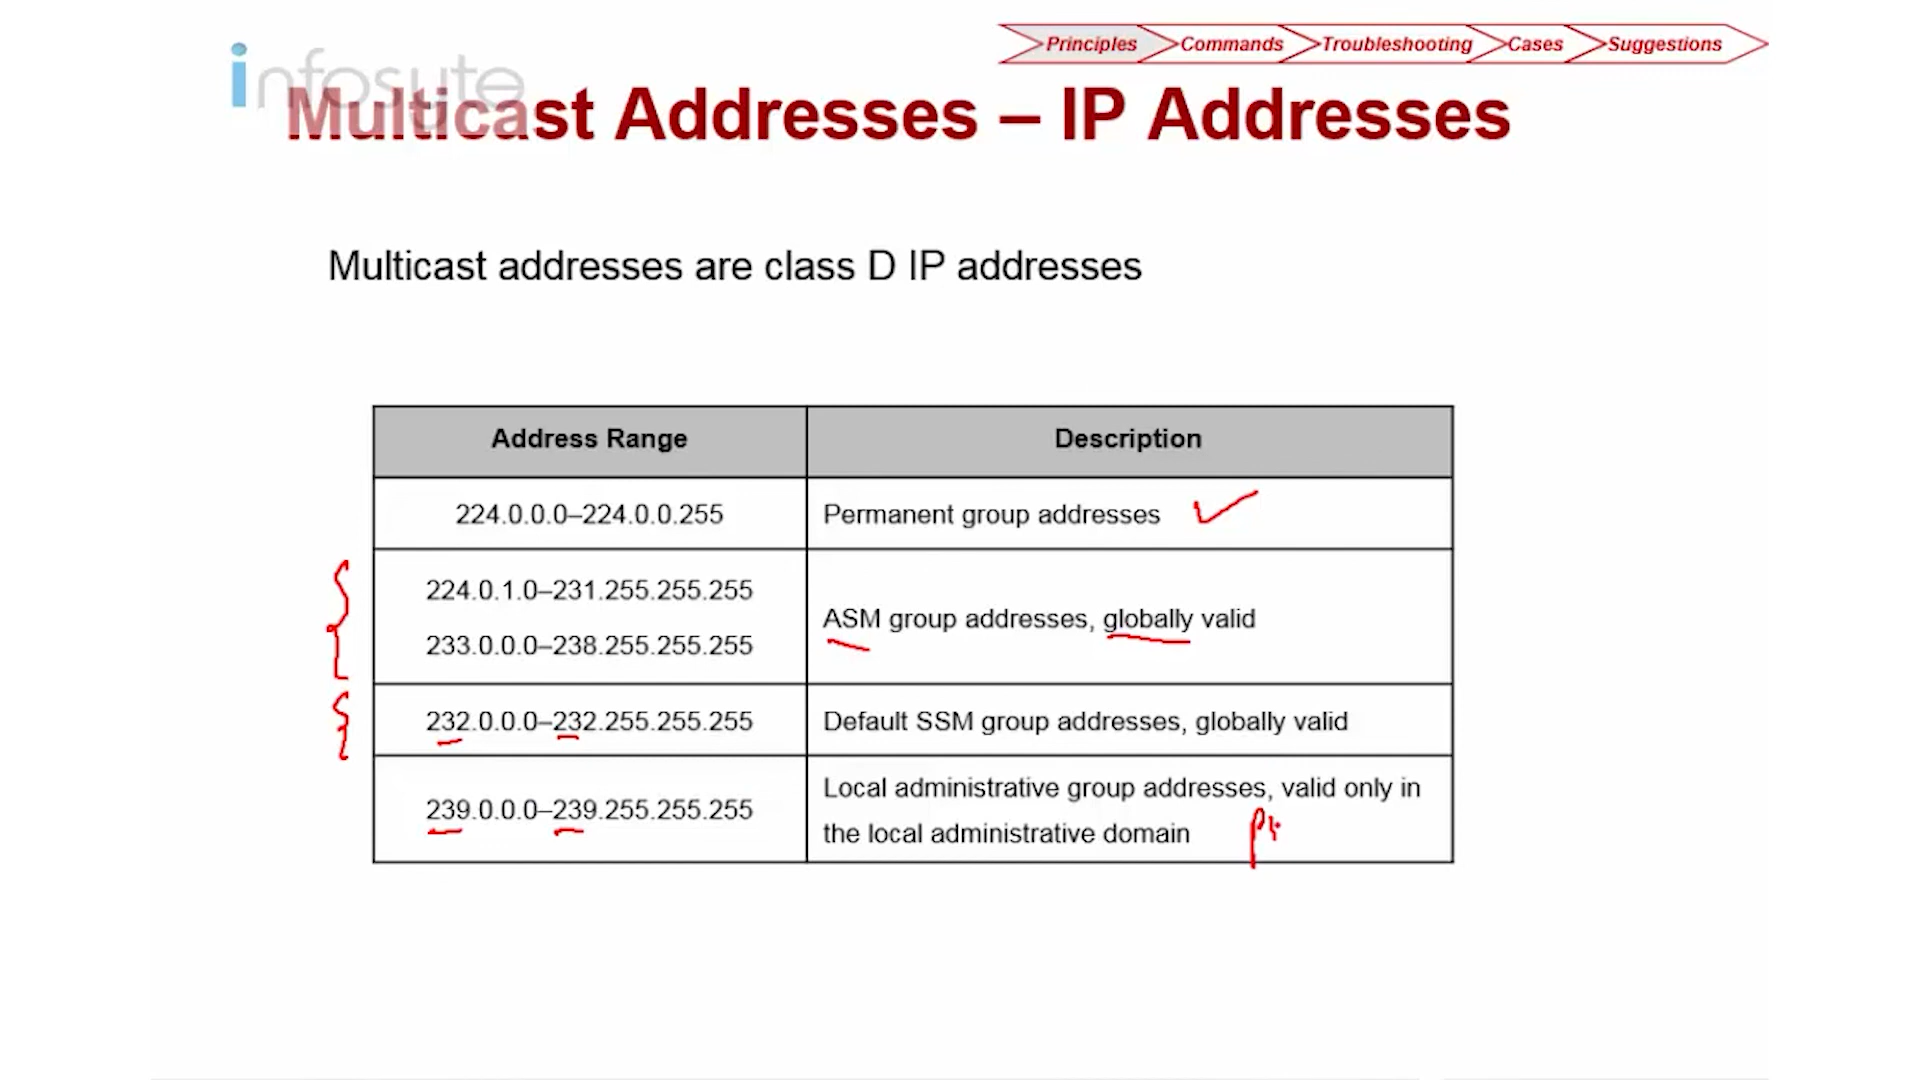 infosyte
Principles
Commands
Troubleshooting
Cases
Suggestions
Multicast Addresses – IP Addresses
Multicast addresses are class D IP addresses
Address Range
Description
224.0.0.0–224.0.0.255
Permanent group addresses
224.0.1.0–231.255.255.255
233.0.0.0–238.255.255.255
ASM group addresses, globally valid
232.0.0.0–232.255.255.255
Default SSM group addresses, globally valid
239.0.0.0–239.255.255.255
Local administrative group addresses, valid only in
the local administrative domain